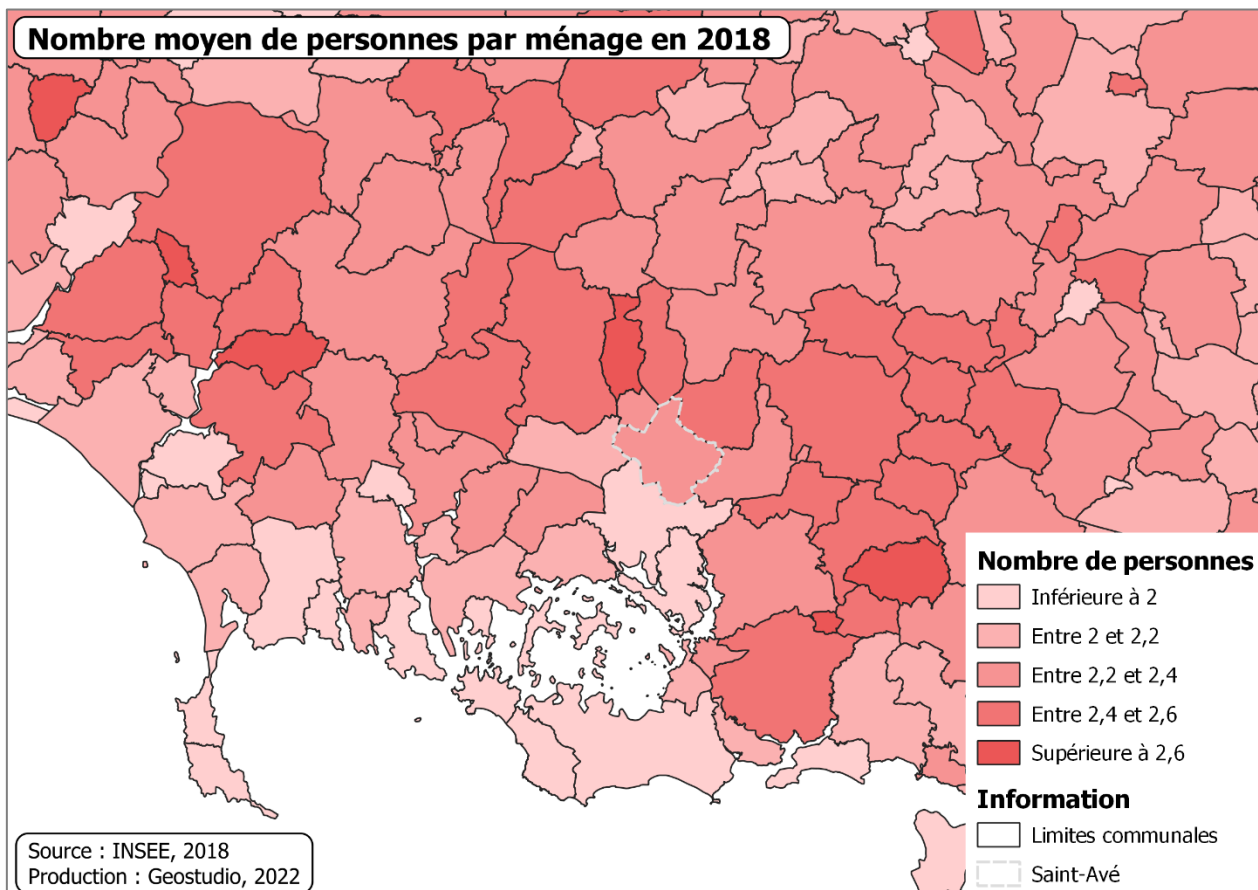 Nombre moyen de personnes par ménage en 2018
Nombre de personnes
Inférieure à 2
Entre 2 et 2,2
Entre 2,2 et 2,4
Entre 2,4 et 2,6
Supérieure à 2,6
Information
Limites communales
Saint-Avé
Source : INSEE, 2018
Production : Geostudio, 2022